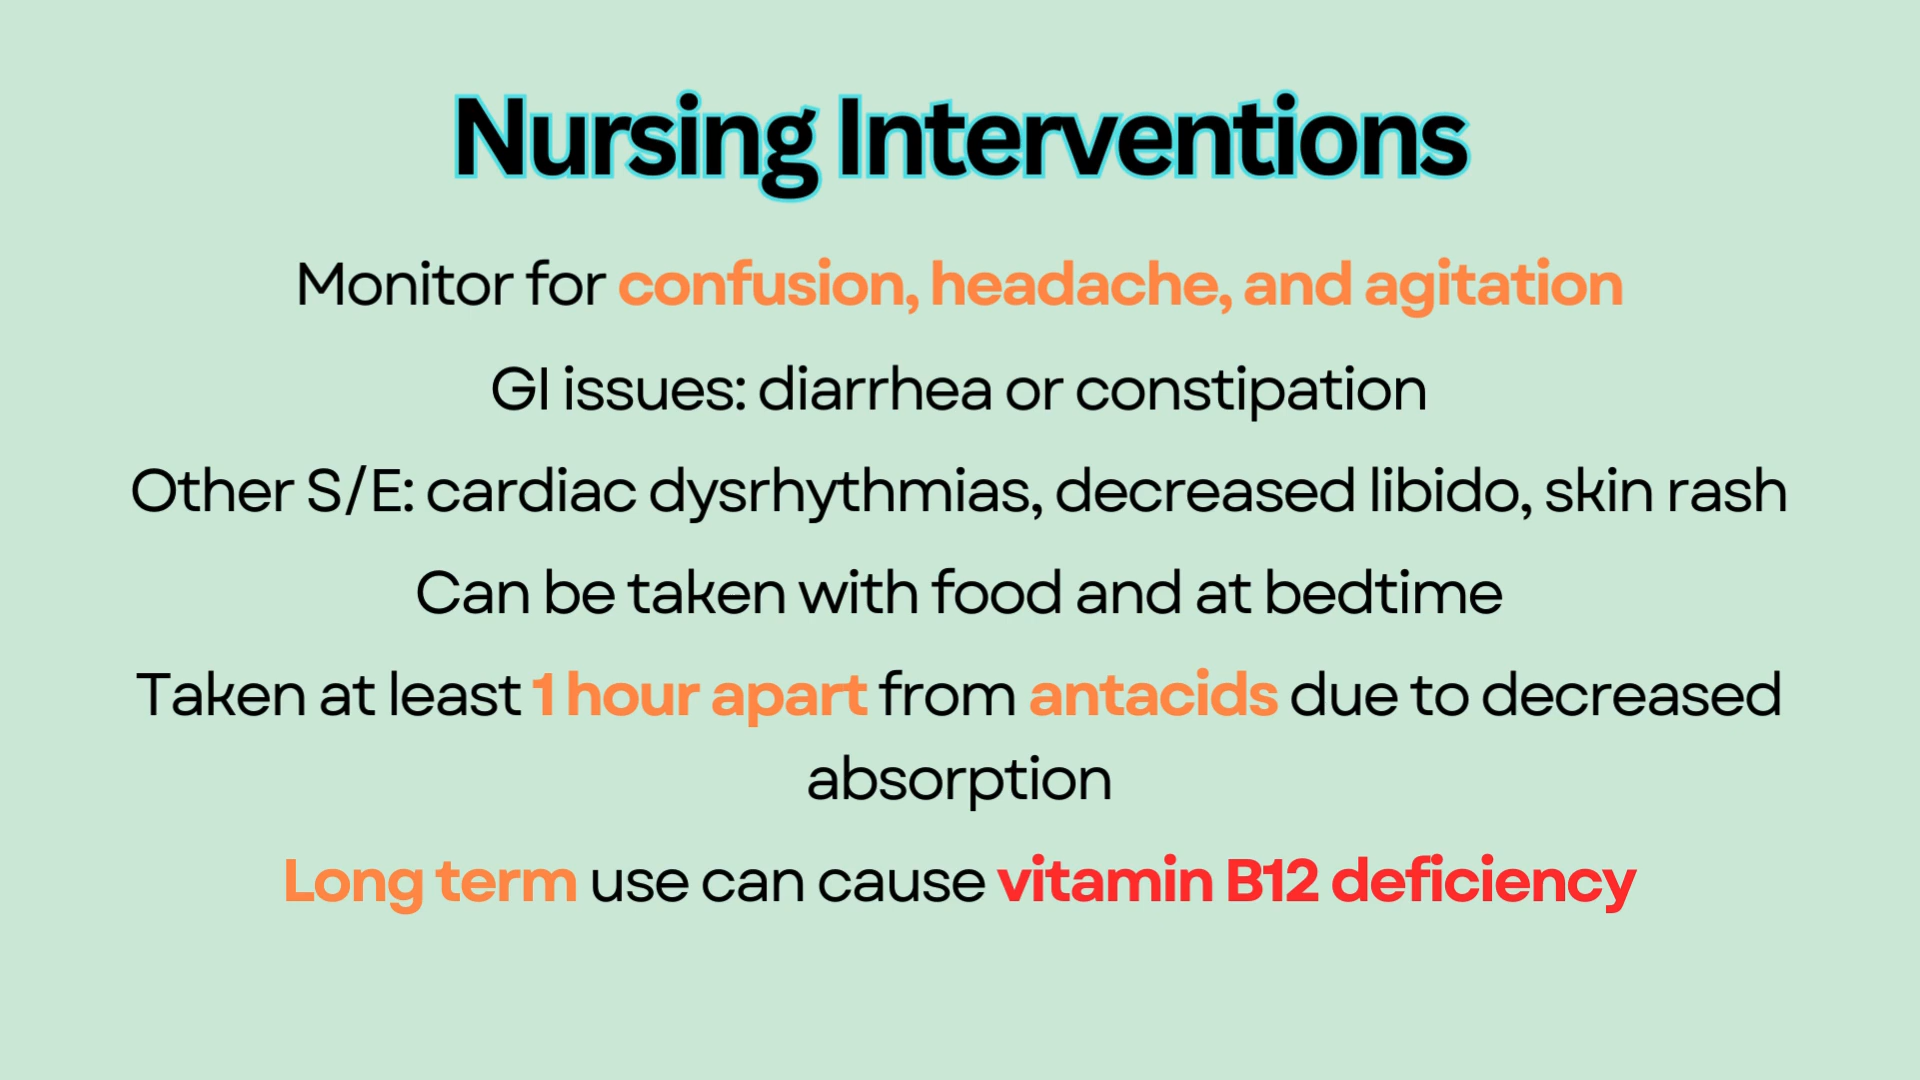 Nursing Interventions
Monitor for confusion, headache, and agitation
GI issues: diarrhea or constipation
Other S/E: cardiac dysrhythmias, decreased libido, skin rash
Can be taken with food and at bedtime
Taken at least 1 hour apart from antacids due to decreased
absorption
Long term use can cause vitamin B12 deficiency